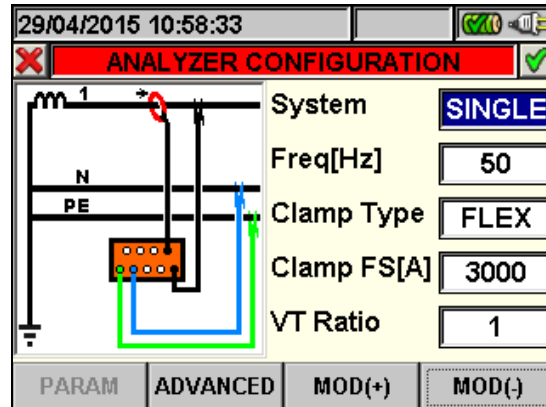 29/04/2015 10:58:33
ANALYZER CONFIGURATION
1
N
PE
System SINGLE
Freq[Hz] 50
Clamp Type FLEX
Clamp FS[A] 3000
VT Ratio 1
PARAM ADVANCED MOD(+) MOD(-)